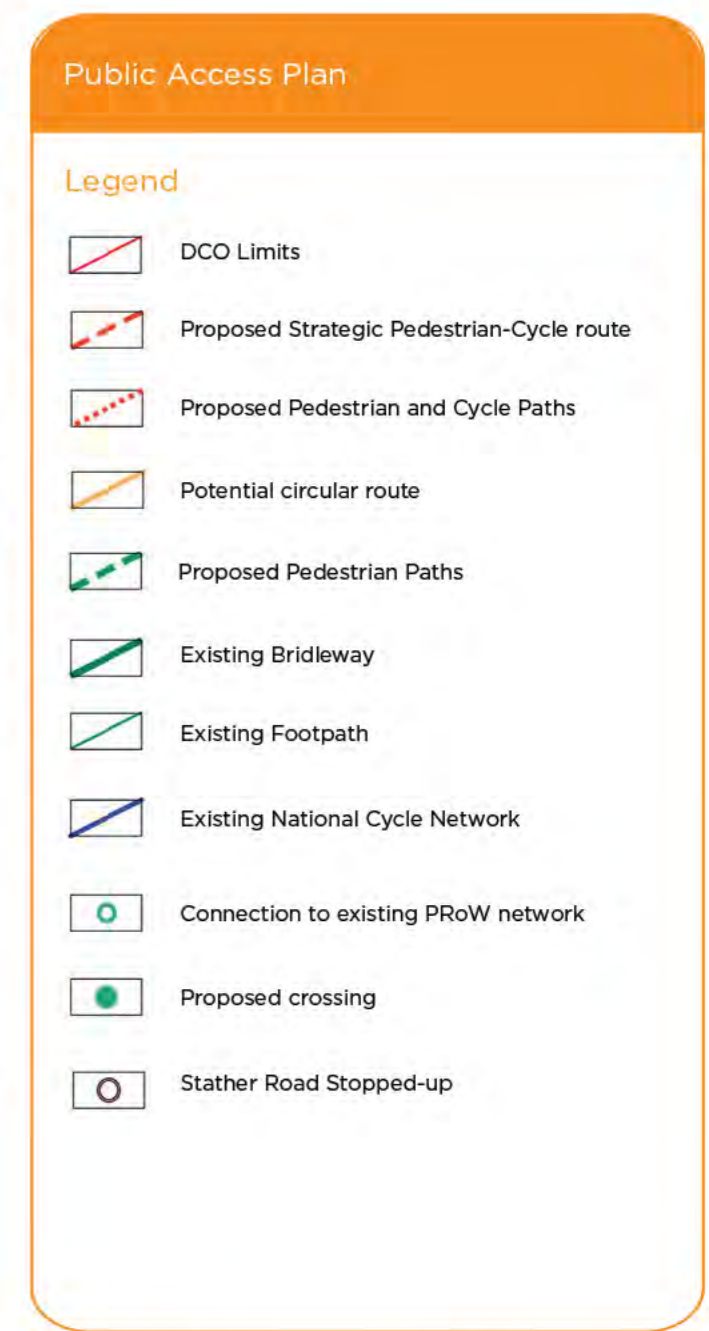 Public Access Plan
Legend
DCO Limits
Proposed Strategic Pedestrian-Cycle route
Proposed Pedestrian and Cycle Paths
Potential circular route
Proposed Pedestrian Paths
Existing Bridleway
Existing Footpath
Existing National Cycle Network
Connection to existing PRoW network
Proposed crossing
Stather Road Stopped-up